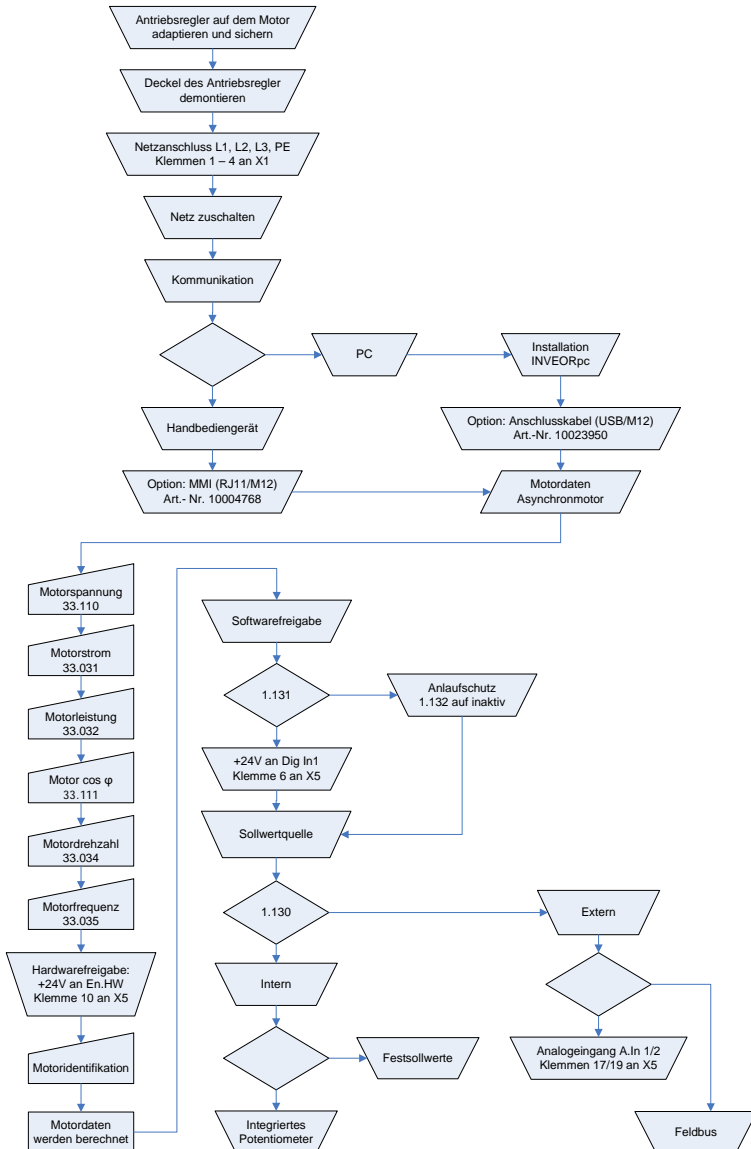 Antriebsregler auf dem Motor
adaptieren und sichern
Deckel des Antriebsregler
demontieren
Netzanschluss L1, L2, L3, PE
Klemmen 1 – 4 an X1
Netz zuschalten
Kommunikation
PC
Installation
INVEORpc
Handbediengerät
Option: Anschlusskabel (USB/M12)
Art.-Nr. 10023950
Option: MMI (RJ11/M12)
Art.- Nr. 10004768
Motordaten
Asynchronmotor
Motorspannung
33.110
Motorstrom
33.031
Motorleistung
33.032
Motor cos φ
33.111
Motordrehzahl
33.034
Motorfrequenz
33.035
Hardwarefreigabe:
+24V an En.HW
Klemme 10 an X5
Motoridentifikation
Motordaten
werden berechnet
Softwarefreigabe
1.131
Anlaufschutz
1.132 auf inaktiv
+24V an Dig In1
Klemme 6 an X5
Sollwertquelle
1.130
Extern
Intern
Festsollwerte
Analogeingang A.In 1/2
Klemmen 17/19 an X5
Integriertes
Potentiometer
Feldbus